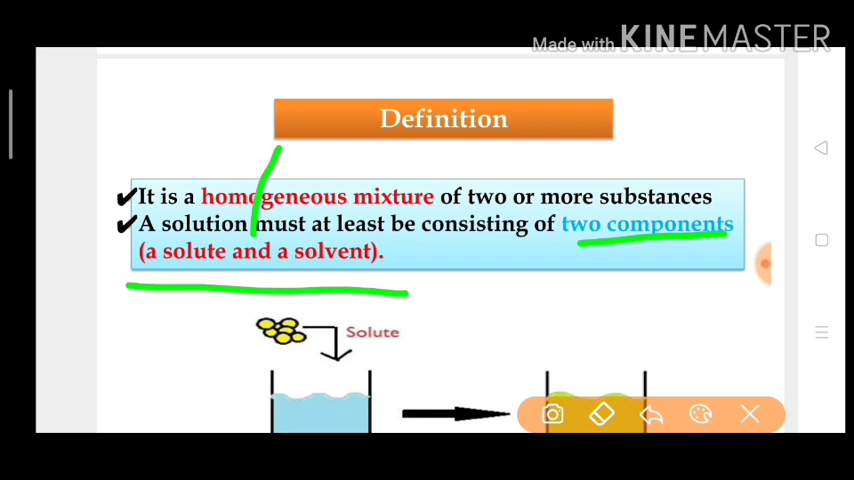 Made with KINEMASTER
Definition
✔It is a homogeneous mixture of two or more substances
✔A solution must at least be consisting of two components
(a solute and a solvent).
Solute